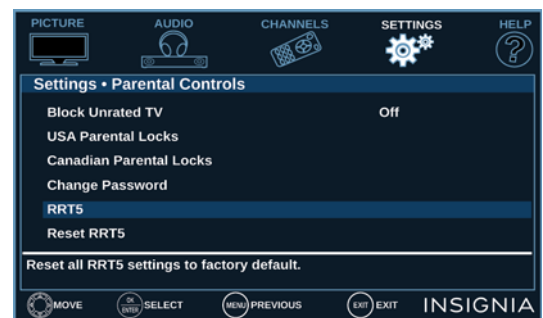 PICTURE AUDIO CHANNELS SETTINGS HELP
Settings • Parental Controls
Block Unrated TV Off
USA Parental Locks
Canadian Parental Locks
Change Password
RRT5
Reset RRT5
Reset all RRT5 settings to factory default.
MOVE OK ENTER SELECT MENU PREVIOUS EXIT EXIT INSIGNIA